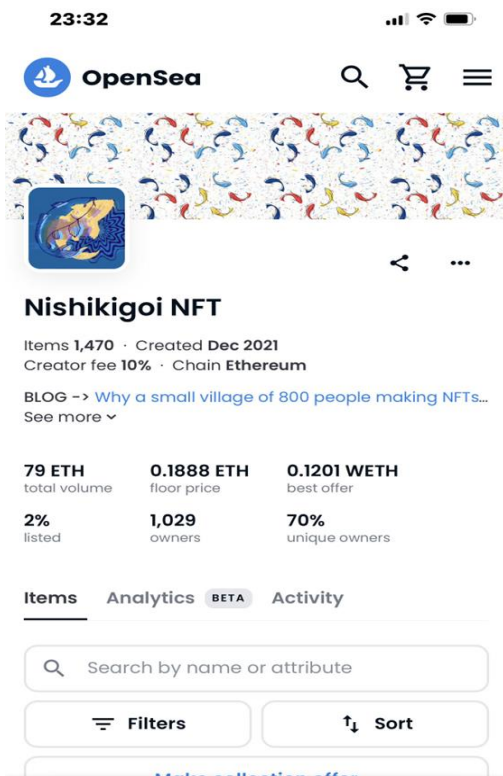 23:32
OpenSea
Nishikigoi NFT
Items 1,470 · Created Dec 2021
Creator fee 10% · Chain Ethereum
BLOG -> Why a small village of 800 people making NFTs...
See more
79 ETH 0.1888 ETH 0.1201 WETH
total volume floor price best offer
2% 1,029 70%
listed owners unique owners
Items Analytics BETA Activity
Search by name or attribute
Filters Sort
Make collection offer